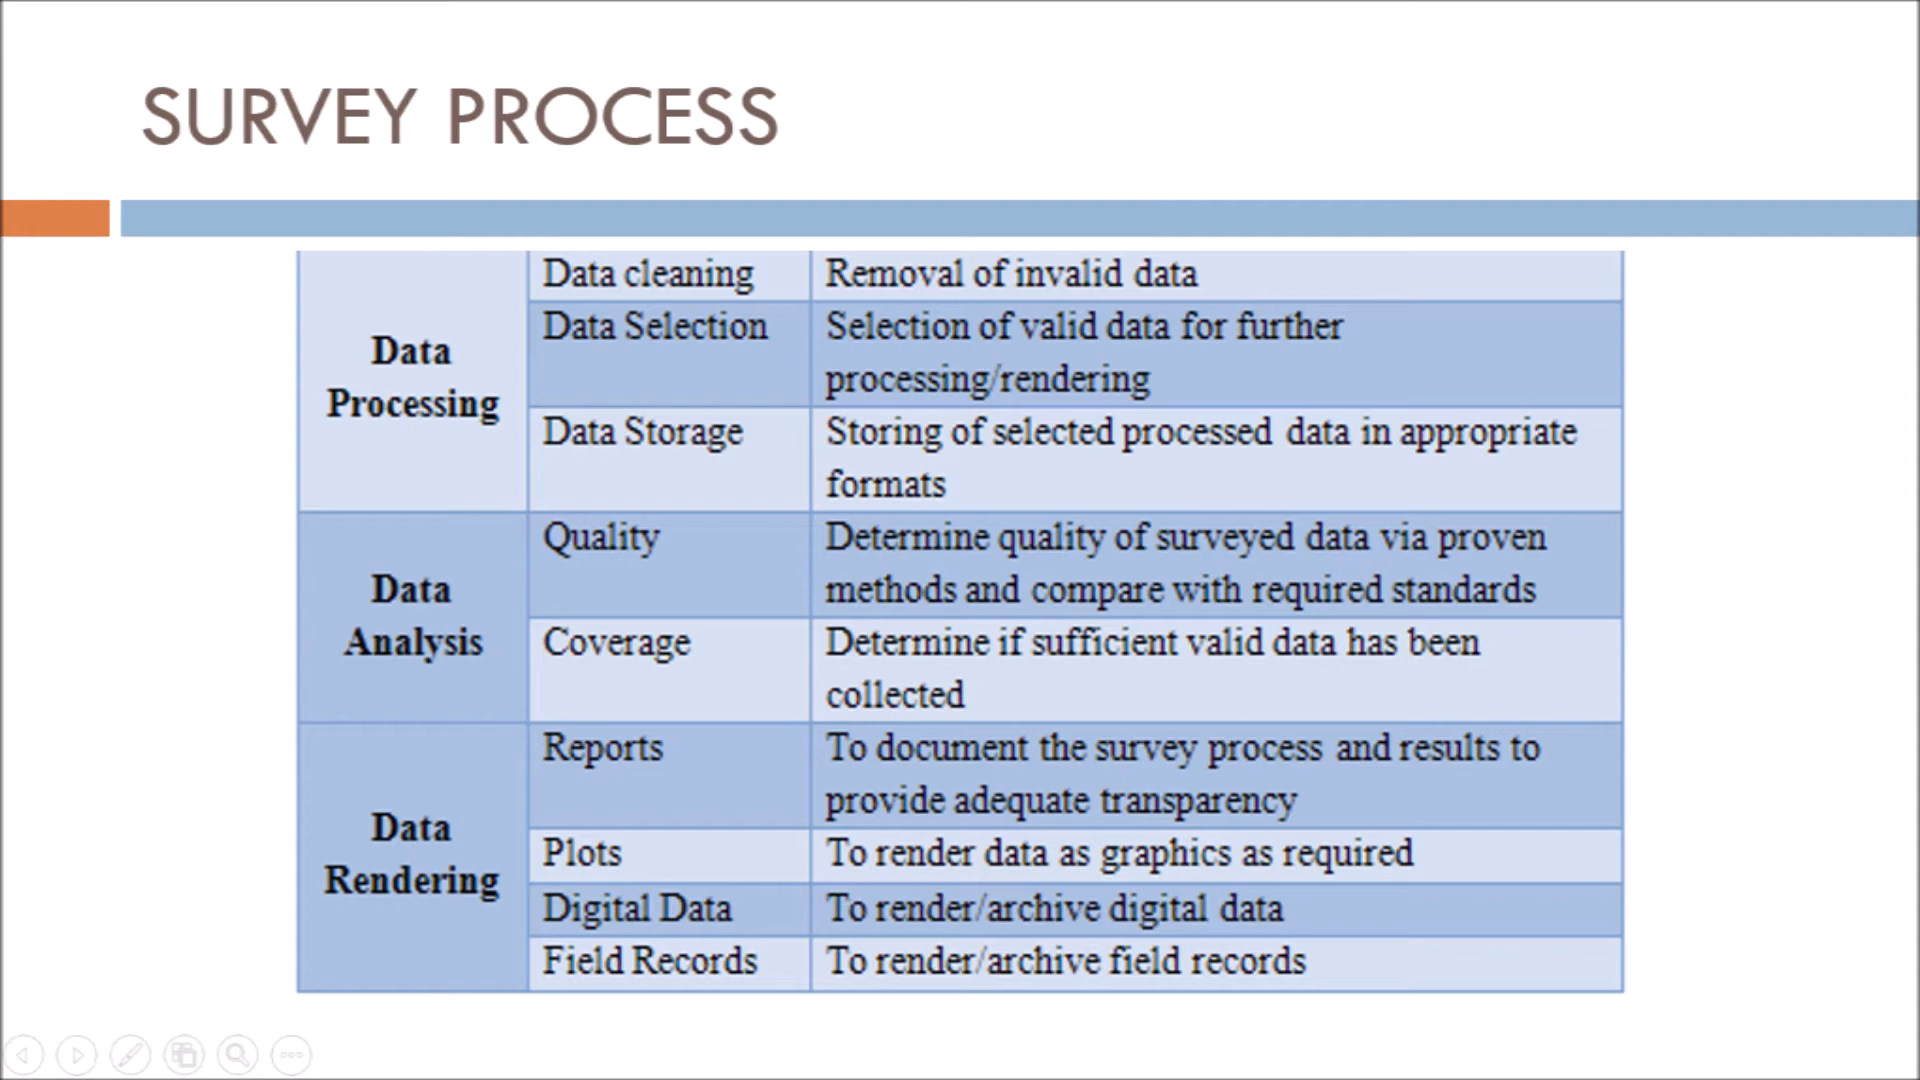 SURVEY PROCESS
Data Processing
Data cleaning
Removal of invalid data
Data Selection
Selection of valid data for further
processing/rendering
Data Storage
Storing of selected processed data in appropriate
formats
Data Analysis
Quality
Determine quality of surveyed data via proven
methods and compare with required standards
Coverage
Determine if sufficient valid data has been
collected
Data Rendering
Reports
To document the survey process and results to
provide adequate transparency
Plots
To render data as graphics as required
Digital Data
To render/archive digital data
Field Records
To render/archive field records